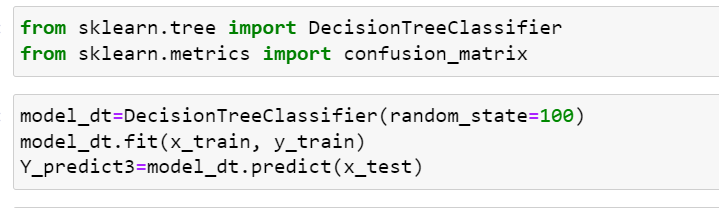 from sklearn.tree import DecisionTreeClassifier
from sklearn.metrics import confusion_matrix
model_dt=DecisionTreeClassifier(random_state=100)
model_dt.fit(x_train, y_train)
Y_predict3=model_dt.predict(x_test)